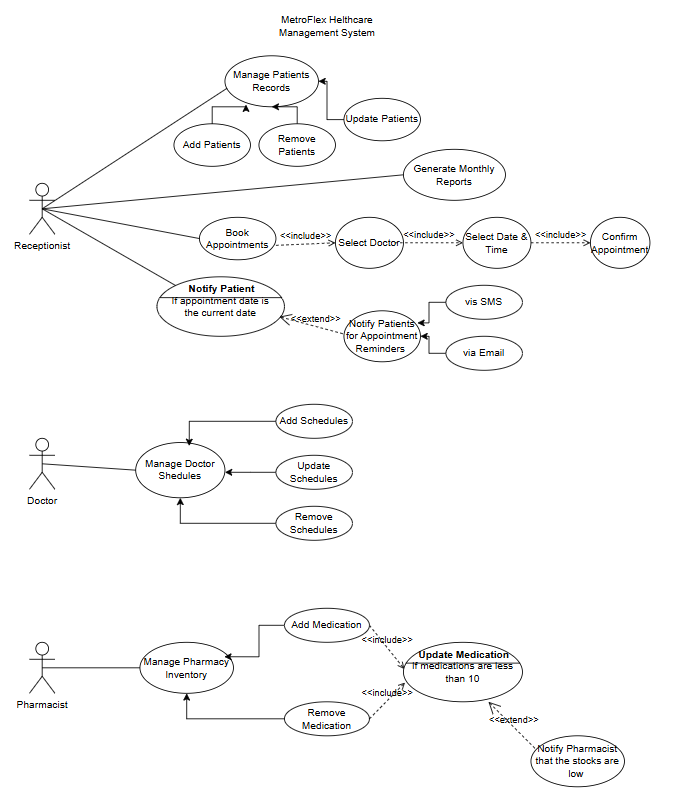 MetroFlex Helthcare
Management System
Manage Patients
Records
Update Patients
Add Patients
Remove
Patients
Generate Monthly
Reports
Receptionist
Book
Appointments
<<include>>
Select Doctor
<<include>>
Select Date &
Time
<<include>>
Confirm
Appointment
Notify Patient
If appointment date is
the current date
<<extend>>
Notify Patients
for Appointment
Reminders
vis SMS
via Email
Add Schedules
Doctor
Manage Doctor
Shedules
Update
Schedules
Remove
Schedules
Add Medication
<<include>>
Pharmacist
Manage Pharmacy
Inventory
Update Medication
If medications are less
than 10
<<include>>
Remove
Medication
<<extend>>
Notify Pharmacist
that the stocks are
low